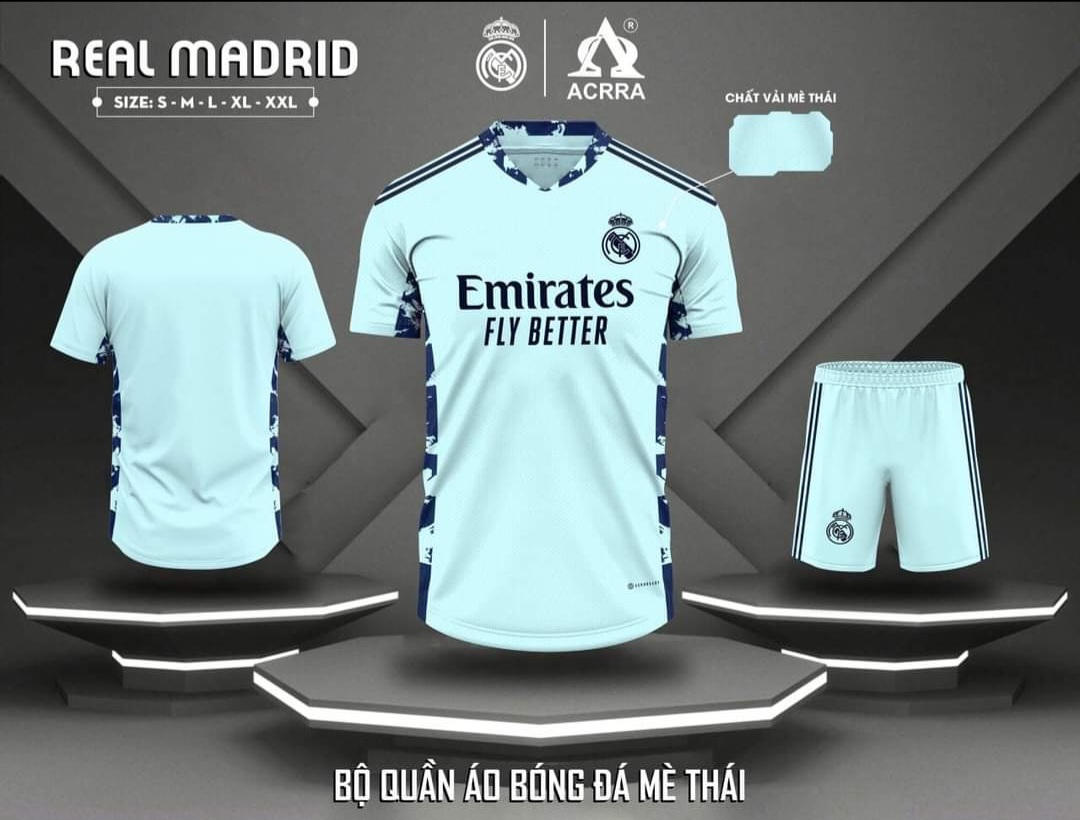 REAL MADRID
SIZE: S - M - L - XL - XXL
®
ACRRA
CHẤT VẢI MÈ THÁI
Emirates
FLY BETTER
BỘ QUẦN ÁO BÓNG ĐÁ MÈ THÁI